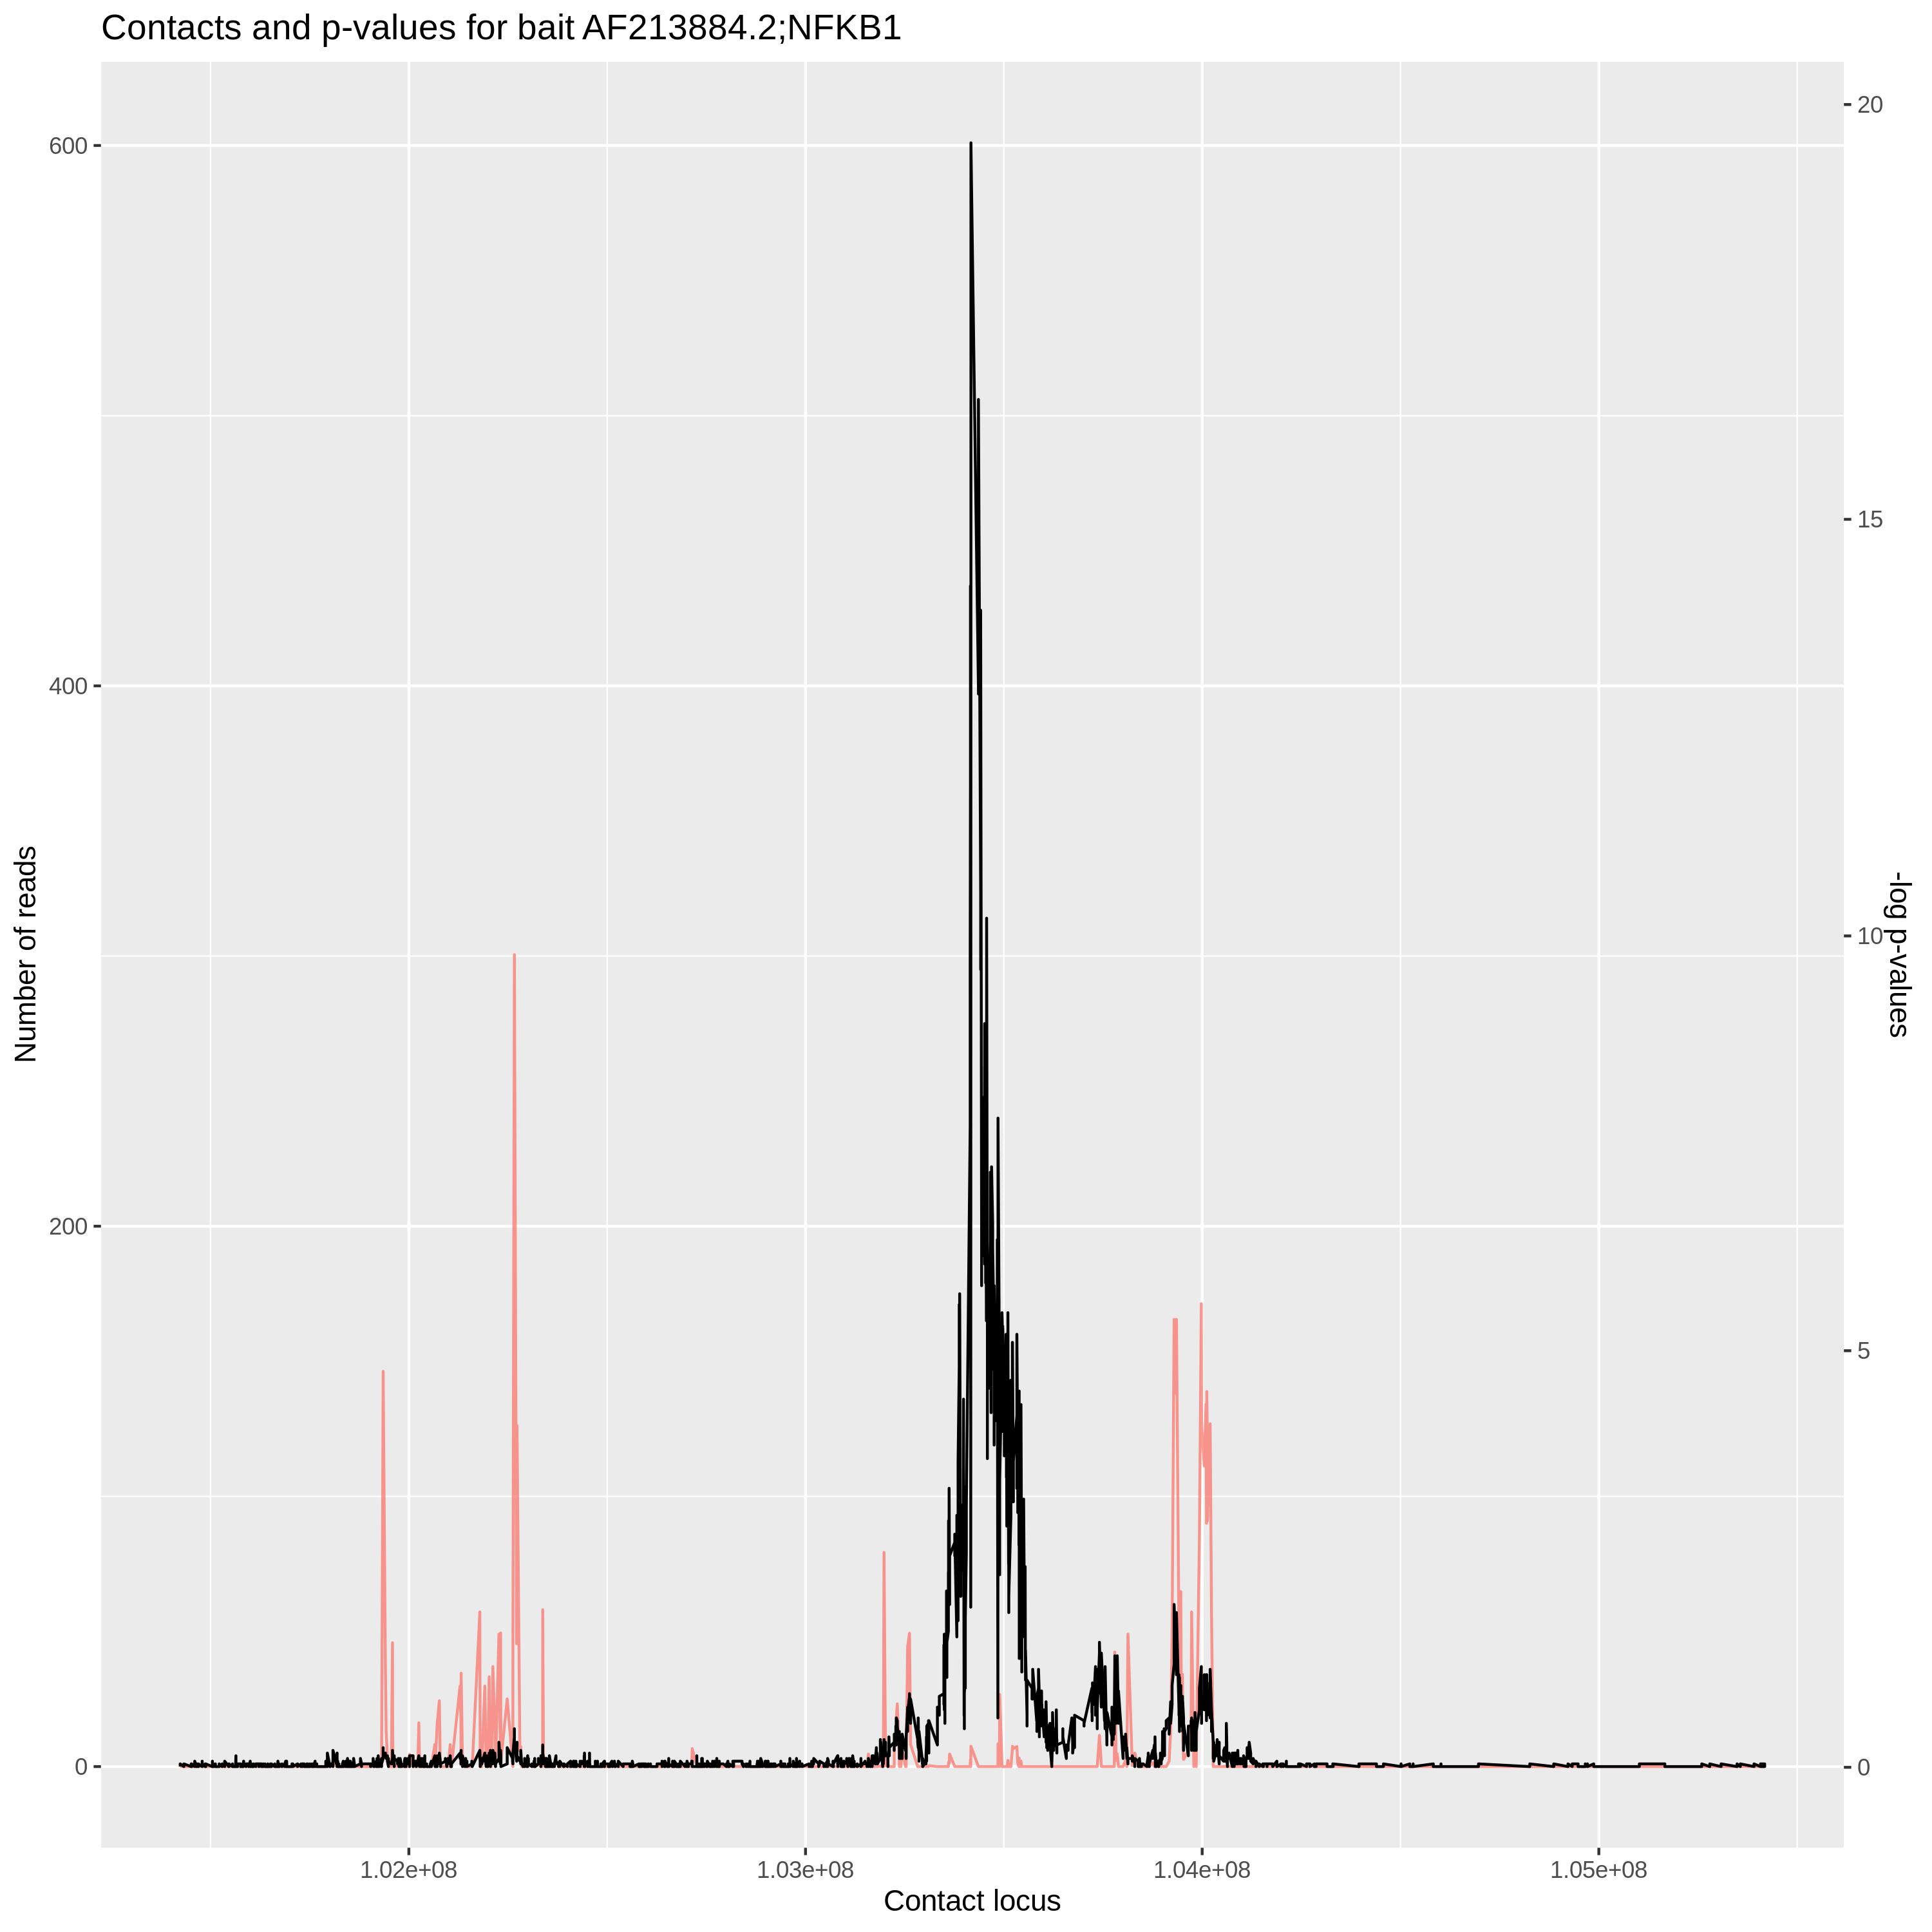 Contacts and p-values for bait AF213884.2;NFKB1
600
400
200
0
Number of reads
20
15
10
5
0
-log p-values
1.02e+08
1.03e+08
1.04e+08
1.05e+08
Contact locus